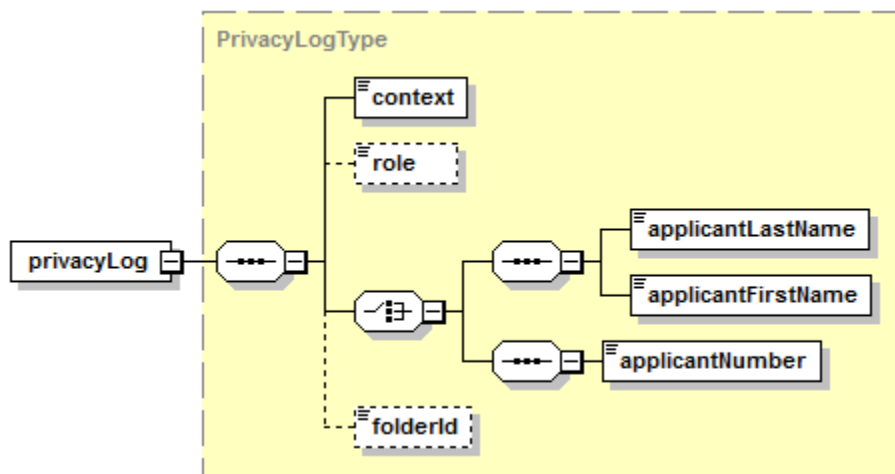 PrivacyLogType
context
role
privacyLog
applicantLastName
applicantFirstName
applicantNumber
folderId